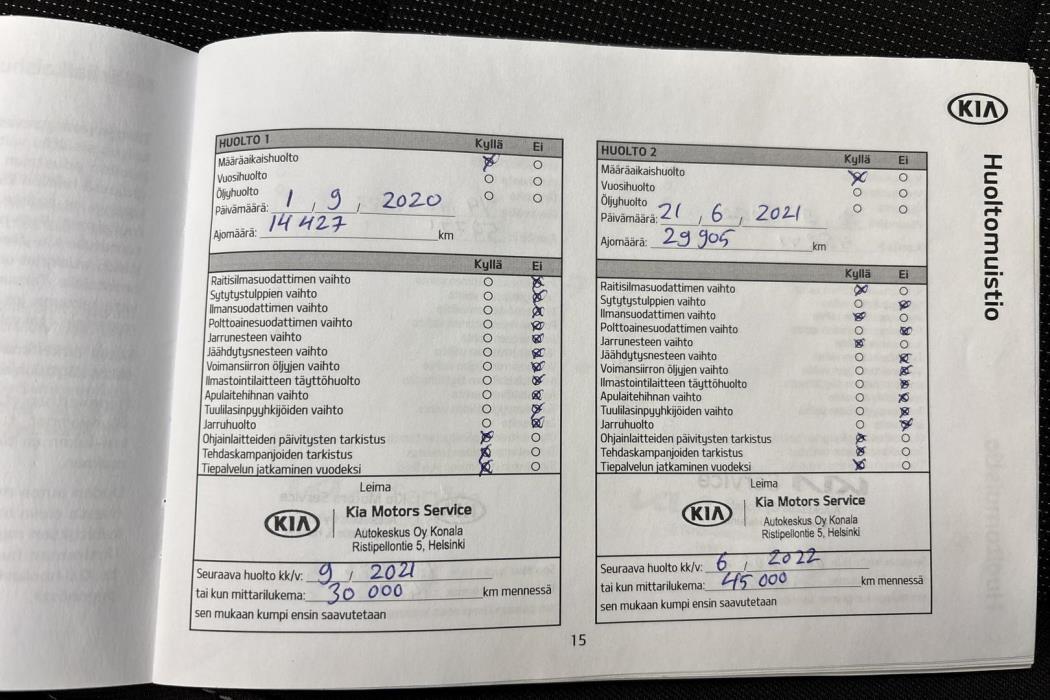 KIA
Huoltomuistio
HUOLTO 1 Kyllä Ei
Määräaikaishuolto
Vuosihuolto
Öljyhuolto
Päivämäärä: 1 , 9 , 2020
Ajomäärä: 14 427 km
Kyllä Ei
Raitisilmasuodattimen vaihto
Sytytystulppien vaihto
Ilmansuodattimen vaihto
Polttoainesuodattimen vaihto
Jarrunesteen vaihto
Jäähdytysnesteen vaihto
Voimansiirron öljyjen vaihto
Ilmastointilaitteen täyttöhuolto
Apulaitehihnan vaihto
Tuulilasinpyyhkijöiden vaihto
Jarruhuolto
Ohjainlaitteiden päivitysten tarkistus
Tehdaskampanjoiden tarkistus
Tiepalvelun jatkaminen vuodeksi
Leima
KIA Kia Motors Service
Autokeskus Oy Konala
Ristipellontie 5, Helsinki
Seuraava huolto kk/v: 9 / 2021
tai kun mittarilukema: 30 000 km mennessä
sen mukaan kumpi ensin saavutetaan
HUOLTO 2 Kyllä Ei
Määräaikaishuolto
Vuosihuolto
Öljyhuolto
Päivämäärä: 21 , 6 , 2021
Ajomäärä: 29 905 km
Kyllä Ei
Raitisilmasuodattimen vaihto
Sytytystulppien vaihto
Ilmansuodattimen vaihto
Polttoainesuodattimen vaihto
Jarrunesteen vaihto
Jäähdytysnesteen vaihto
Voimansiirron öljyjen vaihto
Ilmastointilaitteen täyttöhuolto
Apulaitehihnan vaihto
Tuulilasinpyyhkijöiden vaihto
Jarruhuolto
Ohjainlaitteiden päivitysten tarkistus
Tehdaskampanjoiden tarkistus
Tiepalvelun jatkaminen vuodeksi
Leima
KIA Kia Motors Service
Autokeskus Oy Konala
Ristipellontie 5, Helsinki
Seuraava huolto kk/v: 6 / 2022
tai kun mittarilukema: 45 000 km mennessä
sen mukaan kumpi ensin saavutetaan
15